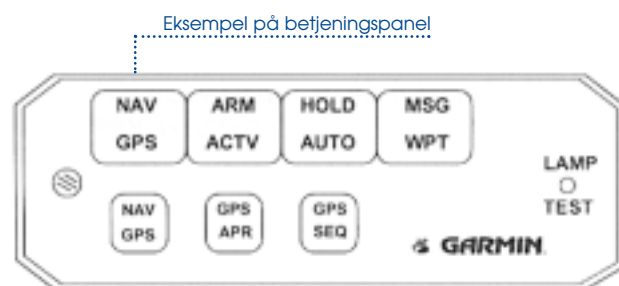 Eksempel på betjeningspanel
NAV ARM HOLD MSG
GPS ACTV AUTO WPT
LAMP
TEST
NAV GPS GPS
GPS APR SEQ
GARMIN